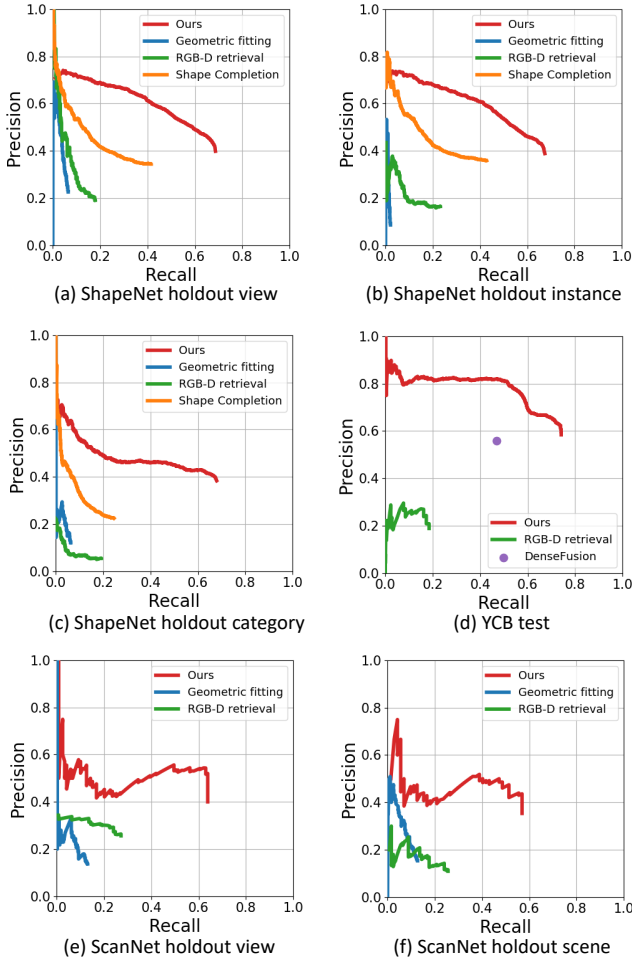 Ours
Geometric fitting
RGB-D retrieval
Shape Completion
Precision
1.0
0.8
0.6
0.4
0.2
0.0
0.0 0.2 0.4 0.6 0.8 1.0
Recall
(a) ShapeNet holdout view
Ours
Geometric fitting
RGB-D retrieval
Shape Completion
Precision
1.0
0.8
0.6
0.4
0.2
0.0
0.0 0.2 0.4 0.6 0.8 1.0
Recall
(b) ShapeNet holdout instance
Ours
Geometric fitting
RGB-D retrieval
Shape Completion
Precision
1.0
0.8
0.6
0.4
0.2
0.0
0.0 0.2 0.4 0.6 0.8 1.0
Recall
(c) ShapeNet holdout category
Precision
1.0
0.8
0.6
0.4
0.2
0.0
Ours
RGB-D retrieval
DenseFusion
0.0 0.2 0.4 0.6 0.8 1.0
Recall
(d) YCB test
Ours
Geometric fitting
RGB-D retrieval
Precision
1.0
0.8
0.6
0.4
0.2
0.0
0.0 0.2 0.4 0.6 0.8 1.0
Recall
(e) ScanNet holdout view
Ours
Geometric fitting
RGB-D retrieval
Precision
1.0
0.8
0.6
0.4
0.2
0.0
0.0 0.2 0.4 0.6 0.8 1.0
Recall
(f) ScanNet holdout scene